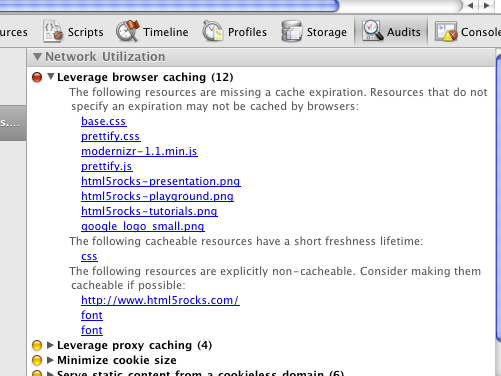 urces Scripts Timeline Profiles Storage Audits Console
Network Utilization
Leverage browser caching (12)
The following resources are missing a cache expiration. Resources that do not
specify an expiration may not be cached by browsers:
base.css
prettify.css
modernizr-1.1.min.js
prettify.js
html5rocks-presentation.png
html5rocks-playground.png
html5rocks-tutorials.png
google_logo_small.png
The following cacheable resources have a short freshness lifetime:
css
The following resources are explicitly non-cacheable. Consider making them
cacheable if possible:
http://www.html5rocks.com/
font
font
Leverage proxy caching (4)
Minimize cookie size
Serve static content from a cookieless domain (6)
s....